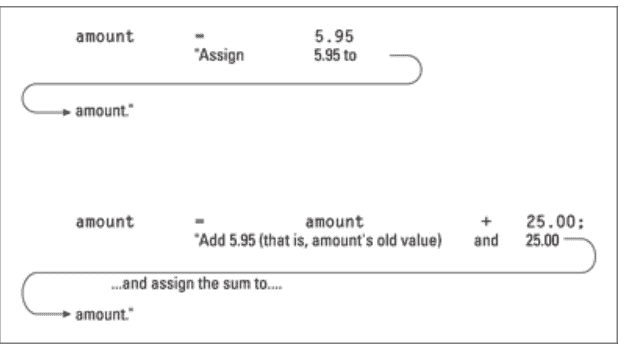 amount = 5.95
"Assign 5.95 to
amount."
amount = amount + 25.00;
"Add 5.95 (that is, amount's old value) and 25.00
...and assign the sum to....
amount."